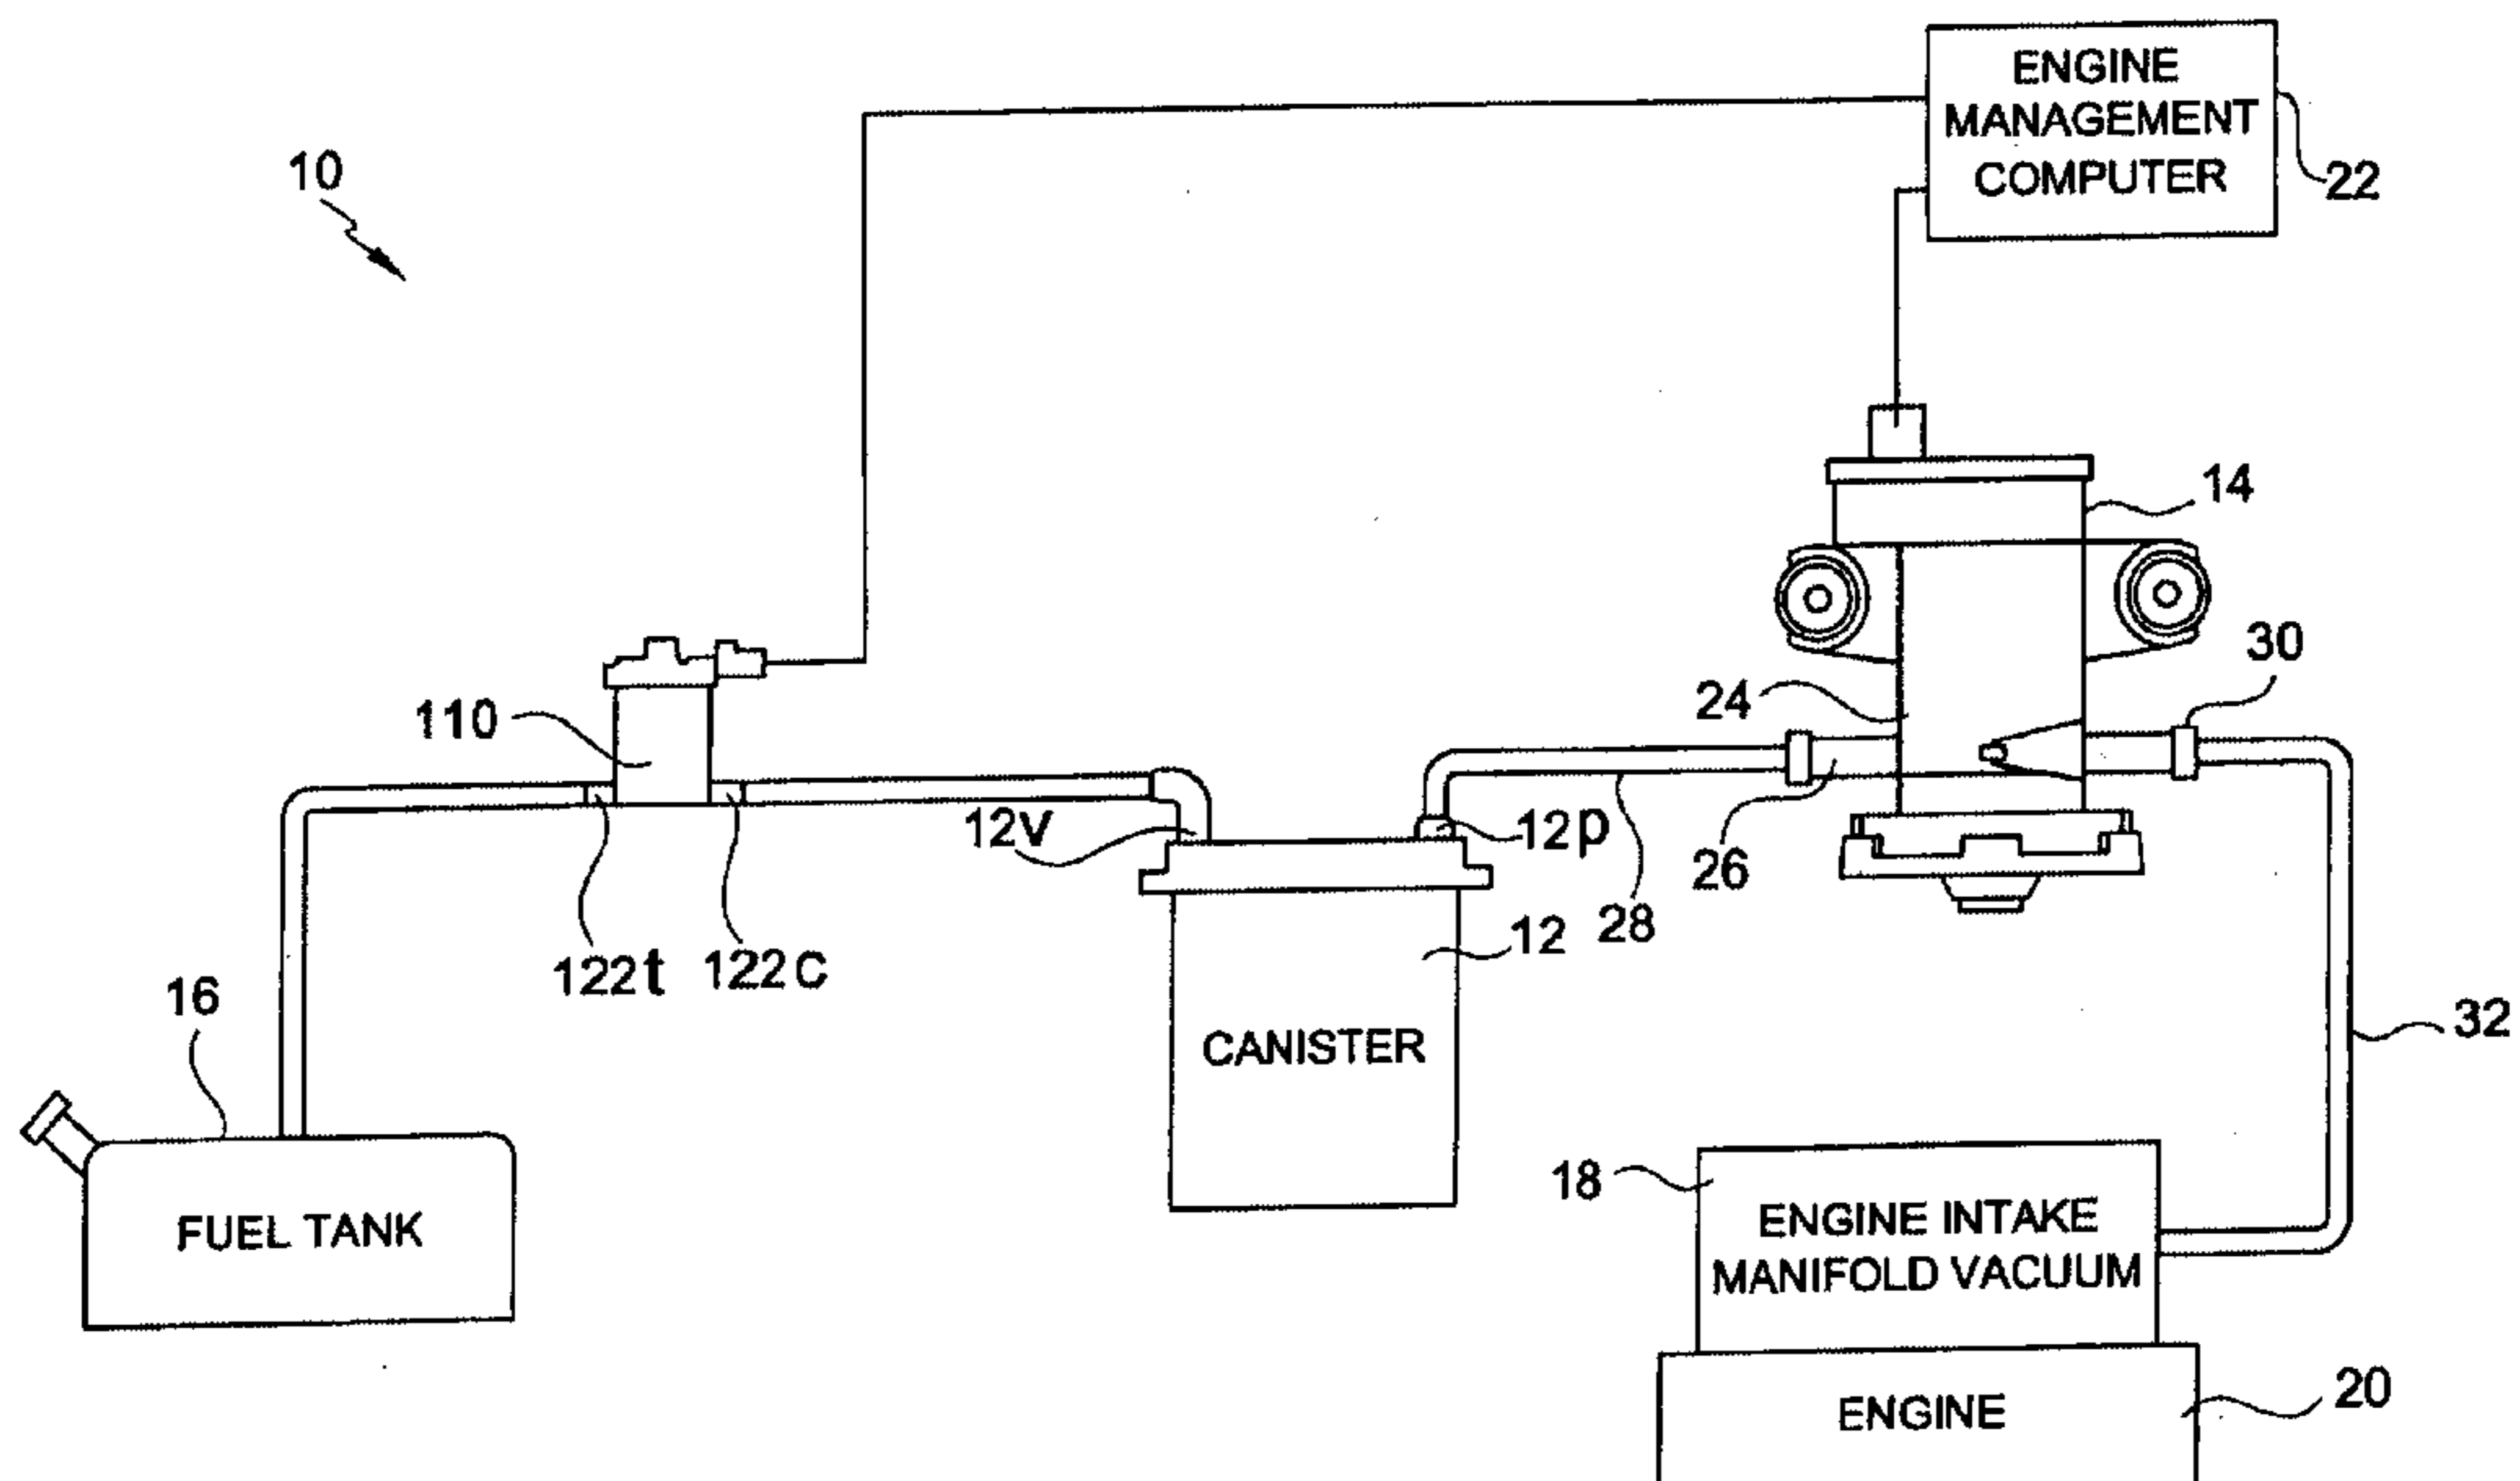 ENGINE
MANAGEMENT
COMPUTER
10
22
14
30
110
24
12v
12p
26
28
12
122t
122c
16
32
CANISTER
18
FUEL TANK
ENGINE INTAKE
MANIFOLD VACUUM
20
ENGINE